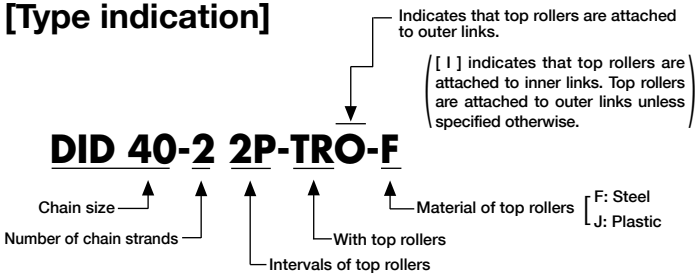 [Type indication]
Indicates that top rollers are attached
to outer links.
[ I ] indicates that top rollers are
attached to inner links. Top rollers
are attached to outer links unless
specified otherwise.
DID 40-2 2P-TRO-F
Chain size
Number of chain strands
Intervals of top rollers
With top rollers
Material of top rollers
F: Steel
J: Plastic